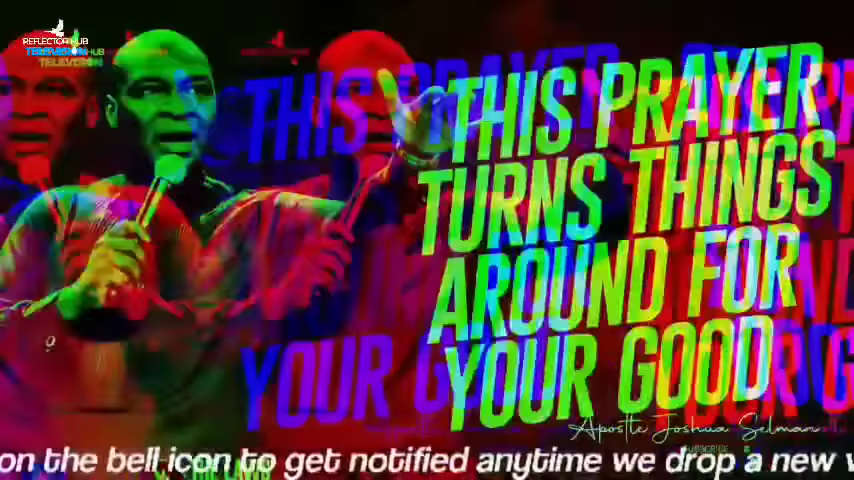 REFLECTOR HUB
TELEVISION
THIS PRAYER
TURNS THINGS
AROUND FOR
YOUR GOOD
Apostle Joshua Selman
on the bell icon to get notified anytime we drop a new